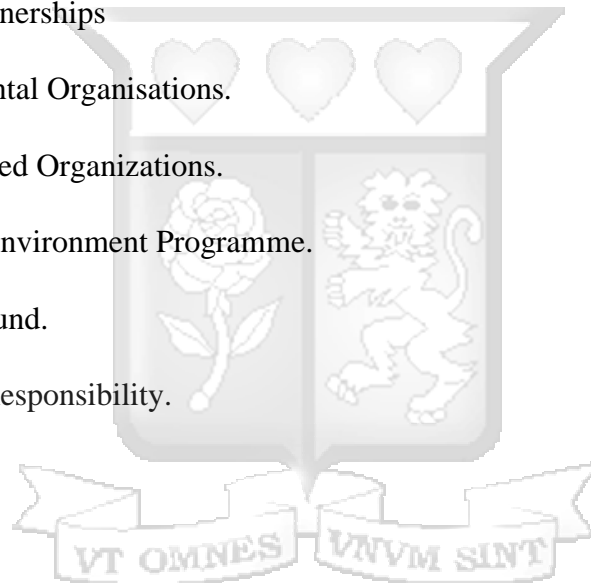 nerships
ntal Organisations.
ed Organizations.
nvironment Programme.
und.
esponsibility.
VT OMNES VNVM SINT